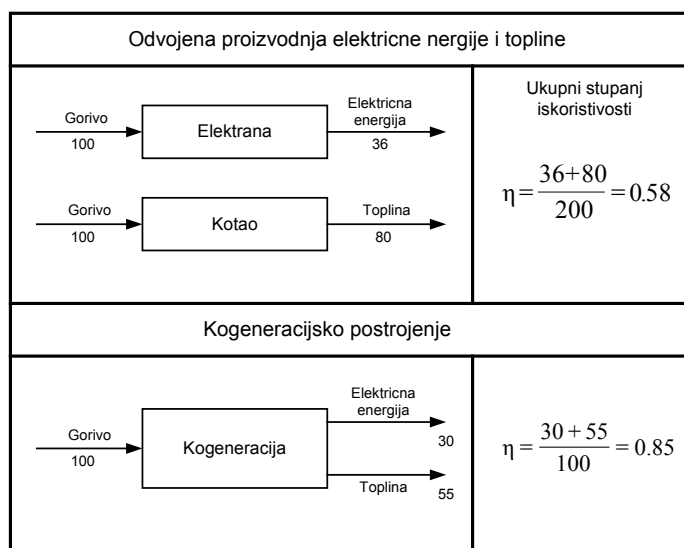 Odvojena proizvodnja elektricne nergije i topline
Gorivo
100
Elektrana
Elektricna
energija
36
Gorivo
100
Kotao
Toplina
80
Ukupni stupanj
iskoristivosti
η = 36+80 / 200 = 0.58
Kogeneracijsko postrojenje
Gorivo
100
Kogeneracija
Elektricna
energija
30
Toplina
55
η = 30 + 55 / 100 = 0.85